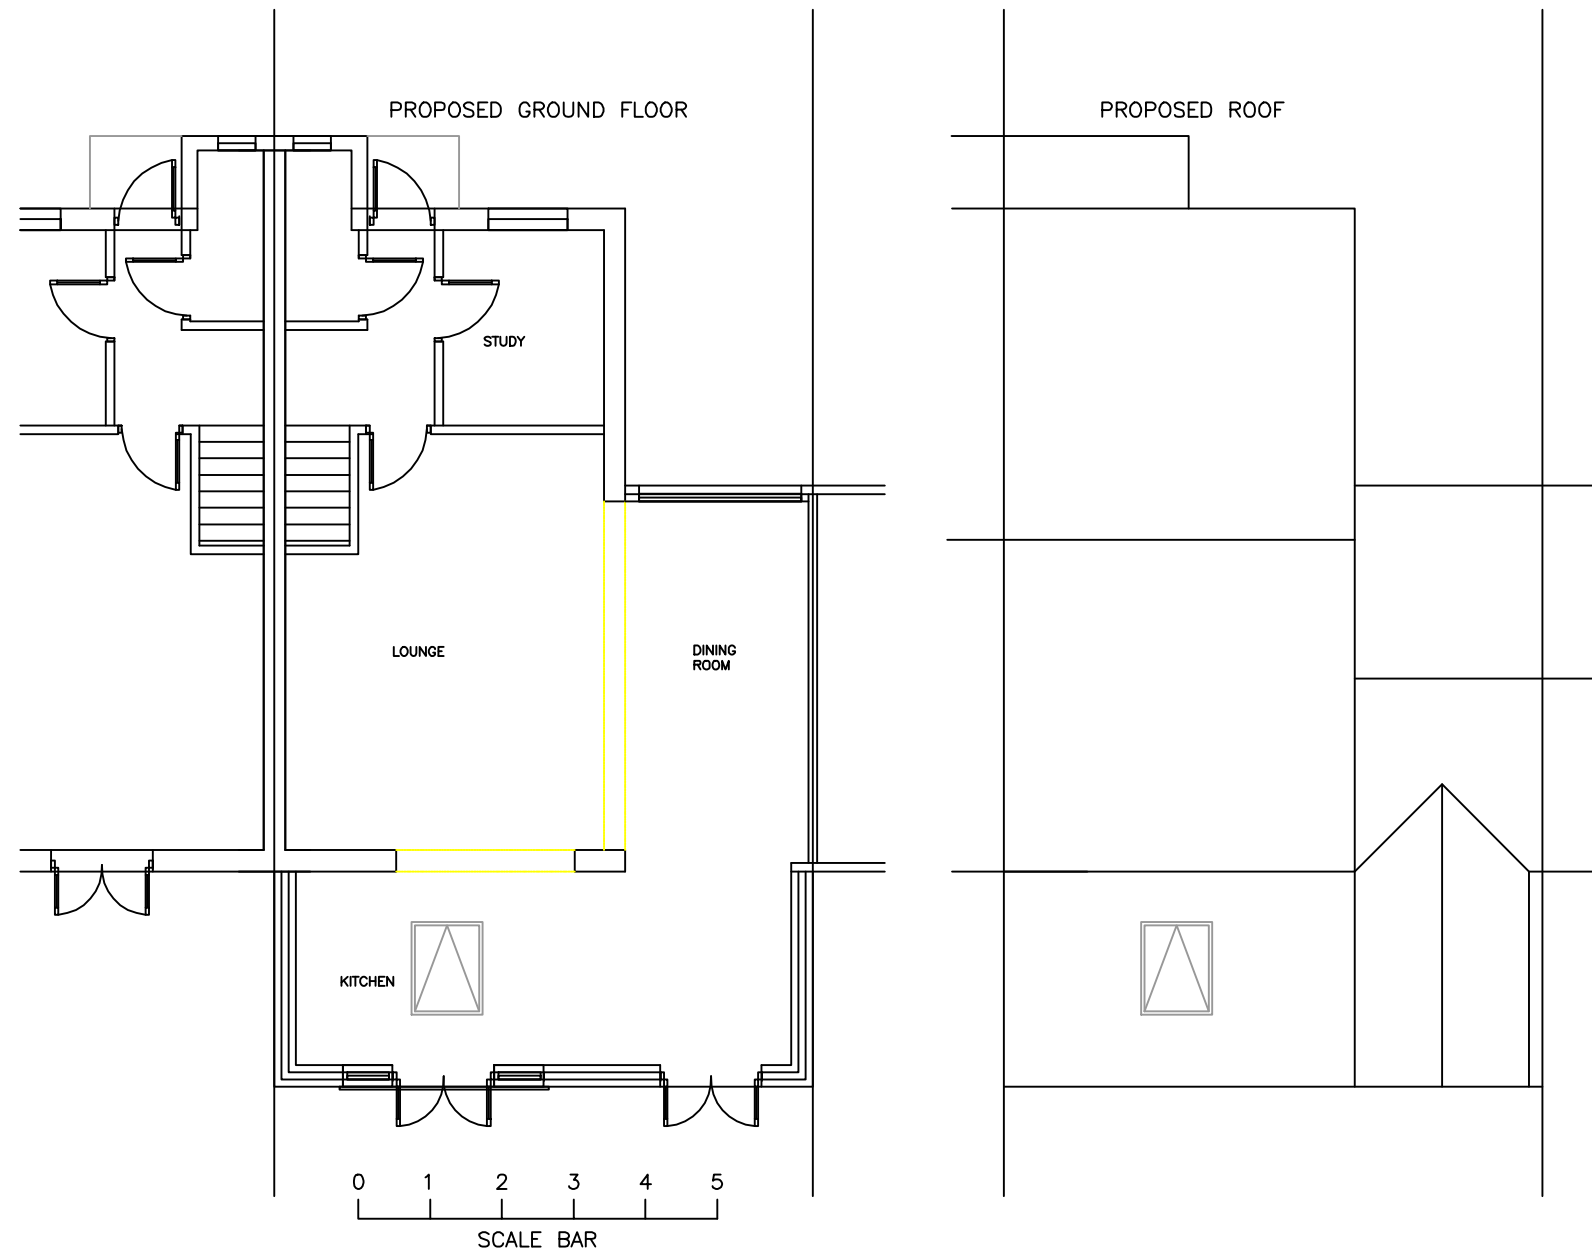 PROPOSED GROUND FLOOR
PROPOSED ROOF
STUDY
LOUNGE
DINING
ROOM
KITCHEN
0 1 2 3 4 5
SCALE BAR